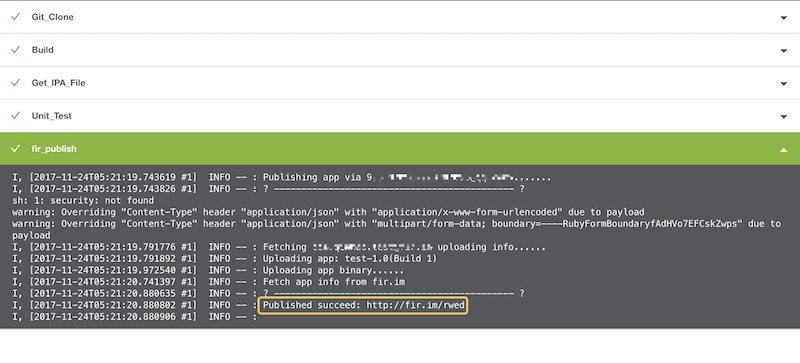 Git_Clone
Build
Get_IPA_File
Unit_Test
fir_publish
I, [2017-11-24T05:21:19.743619 #1]  INFO -- : Publishing app via 9 .......
I, [2017-11-24T05:21:19.743826 #1]  INFO -- : ? ------------------------------------------ ?
sh: 1: security: not found
warning: Overriding "Content-Type" header "application/json" with "application/x-www-form-urlencoded" due to
payload
warning: Overriding "Content-Type" header "application/json" with "multipart/form-data; boundary=----RubyFormBoundaryfAdHVo7EFCskZwps" due to
payload
I, [2017-11-24T05:21:19.791776 #1]  INFO -- : Fetching uploading info......
I, [2017-11-24T05:21:19.791892 #1]  INFO -- : Uploading app: test-1.0(Build 1)
I, [2017-11-24T05:21:19.972540 #1]  INFO -- : Uploading app binary......
I, [2017-11-24T05:21:20.741397 #1]  INFO -- : Fetch app info from fir.im
I, [2017-11-24T05:21:20.880635 #1]  INFO -- : ? ------------------------------------------ ?
I, [2017-11-24T05:21:20.880802 #1]  INFO -- : Published succeed: http://fir.im/rwed
I, [2017-11-24T05:21:20.880906 #1]  INFO -- :